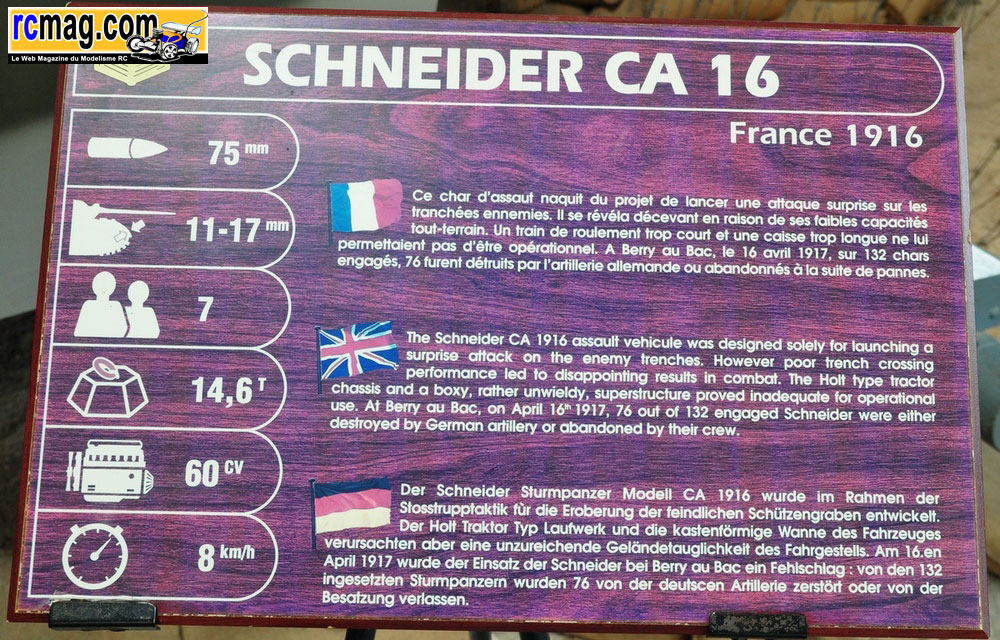 rcmag.com
Le Web Magazine du Modelisme RC
SCHNEIDER CA 16
France 1916
75 mm
11-17 mm
7
14,6 T
60 CV
8 km/h
Ce char d'assaut naquit du projet de lancer une attaque surprise sur les
tranchées ennemies. Il se révéla décevant en raison de ses faibles capacités
tout-terrain. Un train de roulement trop court et une caisse trop longue ne lui
permettaient pas d'être opérationnel. A Berry au Bac, le 16 avril 1917, sur 132 chars
engagés, 76 furent détruits par l'artillerie allemande ou abandonnés à la suite de pannes.
The Schneider CA 1916 assault vehicule was designed solely for launching a
surprise attack on the enemy trenches. However poor trench crossing
performance led to disappointing results in combat. The Holt type tractor
chassis and a boxy, rather unwieldy, superstructure proved inadequate for operational
use. At Berry au Bac, on April 16th 1917, 76 out of 132 engaged Schneider were either
destroyed by German artillery or abandoned by their crew.
Der Schneider Sturmpanzer Modell CA 1916 wurde im Rahmen der
Stosstrupptaktik für die Eroberung der feindlichen Schützengraben entwickelt.
Der Holt Traktor Typ Laufwerk und die kastenförmige Wanne des Fahrzeuges
verursachten aber eine unzureichende Geländetauglichkeit des Fahrgestells. Am 16.en
April 1917 wurde der Einsatz der Schneider bei Berry au Bac ein Fehlschlag : von den 132
ingesetzten Sturmpanzern wurden 76 von der deutscen Artillerie zerstört oder von der
Besatzung verlassen.